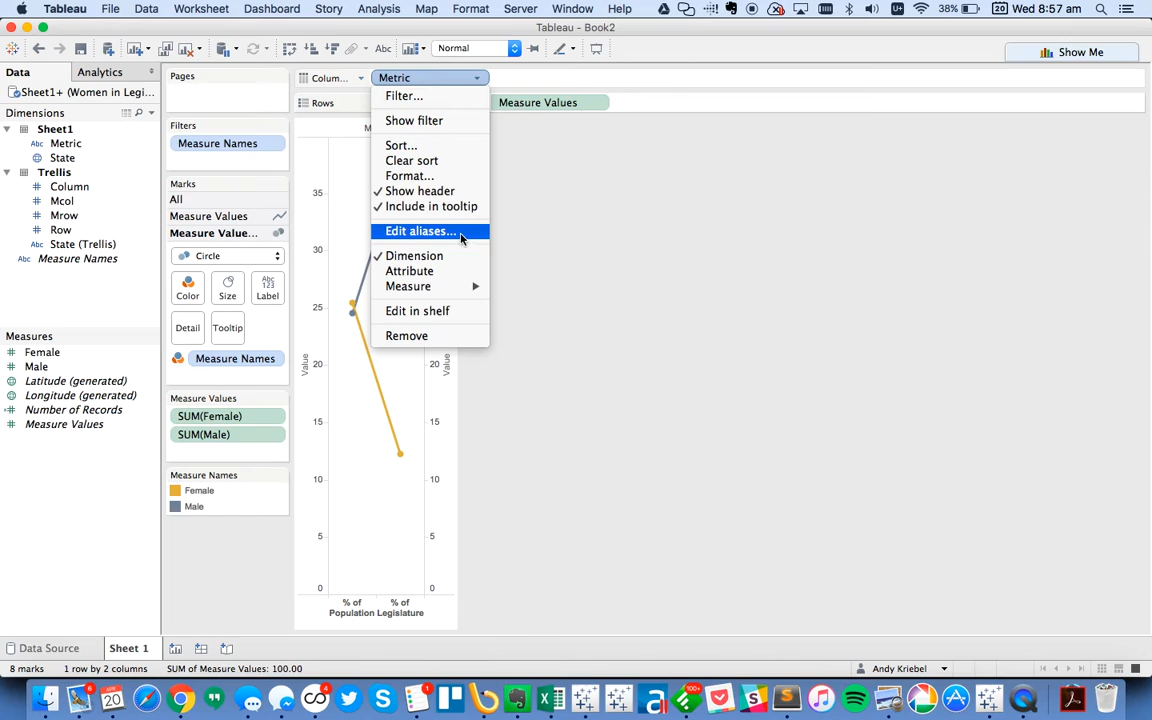 Tableau File Data Worksheet Dashboard Story Analysis Map Format Server Window Help 38% Wed 8:57 am
Tableau - Book2
Abc Normal Show Me
Data Analytics
Sheet1+ (Women in Legi...
Dimensions
Sheet1
Abc Metric
State
Trellis
# Column
# Mcol
# Mrow
# Row
State (Trellis)
Abc Measure Names
Measures
# Female
# Male
Latitude (generated)
Longitude (generated)
Number of Records
# Measure Values
Pages
Filters
Measure Names
Marks
All
Measure Values
Measure Value...
Circle
Color Size Label
Abc
123
Detail Tooltip
Measure Names
Measure Values
SUM(Female)
SUM(Male)
Measure Names
Female
Male
Colum... Metric
Rows Measure Values
M
Filter...
Show filter
Sort...
Clear sort
Format...
Show header
Include in tooltip
Edit aliases...
Dimension
Attribute
Measure
Edit in shelf
Remove
35
30
25
20 20
15 15
10 10
5 5
0 0
Value Value
% of % of
Population Legislature
Data Source Sheet 1
8 marks 1 row by 2 columns SUM of Measure Values: 100.00 Andy Kriebel